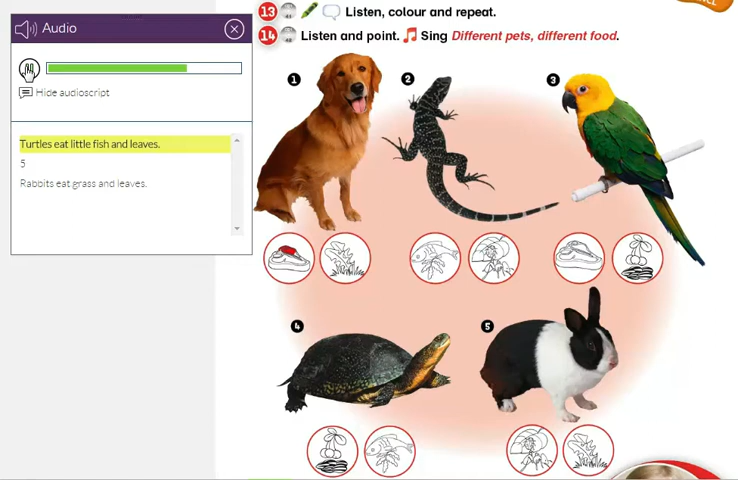 Audio
Hide audioscript
Turtles eat little fish and leaves.
5
Rabbits eat grass and leaves.
13 Listen, colour and repeat.
14 Listen and point. Sing Different pets, different food.
1
2
3
4
5